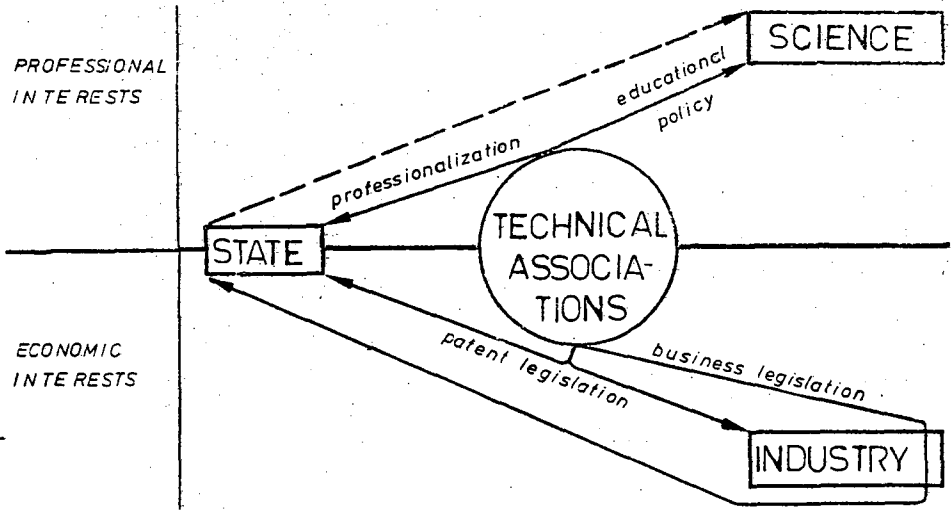 PROFESSIONAL
INTERESTS
SCIENCE
educational
policy
professionalization
STATE
TECHNICAL
ASSOCIA-
TIONS
ECONOMIC
INTERESTS
patent legislation
business legislation
INDUSTRY